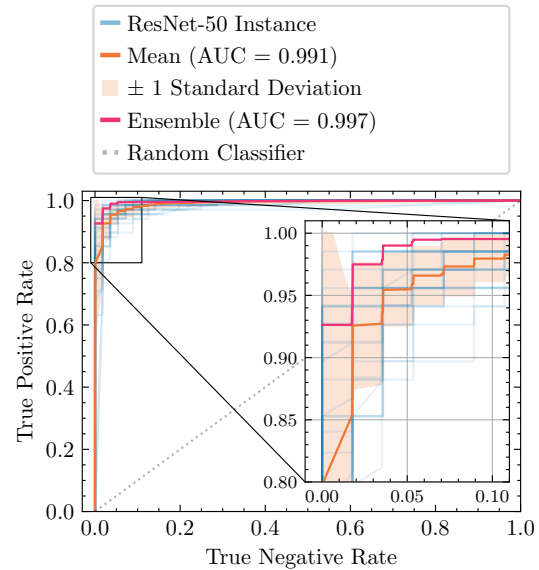 ResNet-50 Instance
Mean (AUC = 0.991)
± 1 Standard Deviation
Ensemble (AUC = 0.997)
Random Classifier
1.0
0.8
0.6
0.4
0.2
0.0
True Positive Rate
1.00
0.95
0.90
0.85
0.80
0.00 0.05 0.10
0.0 0.2 0.4 0.6 0.8 1.0
True Negative Rate